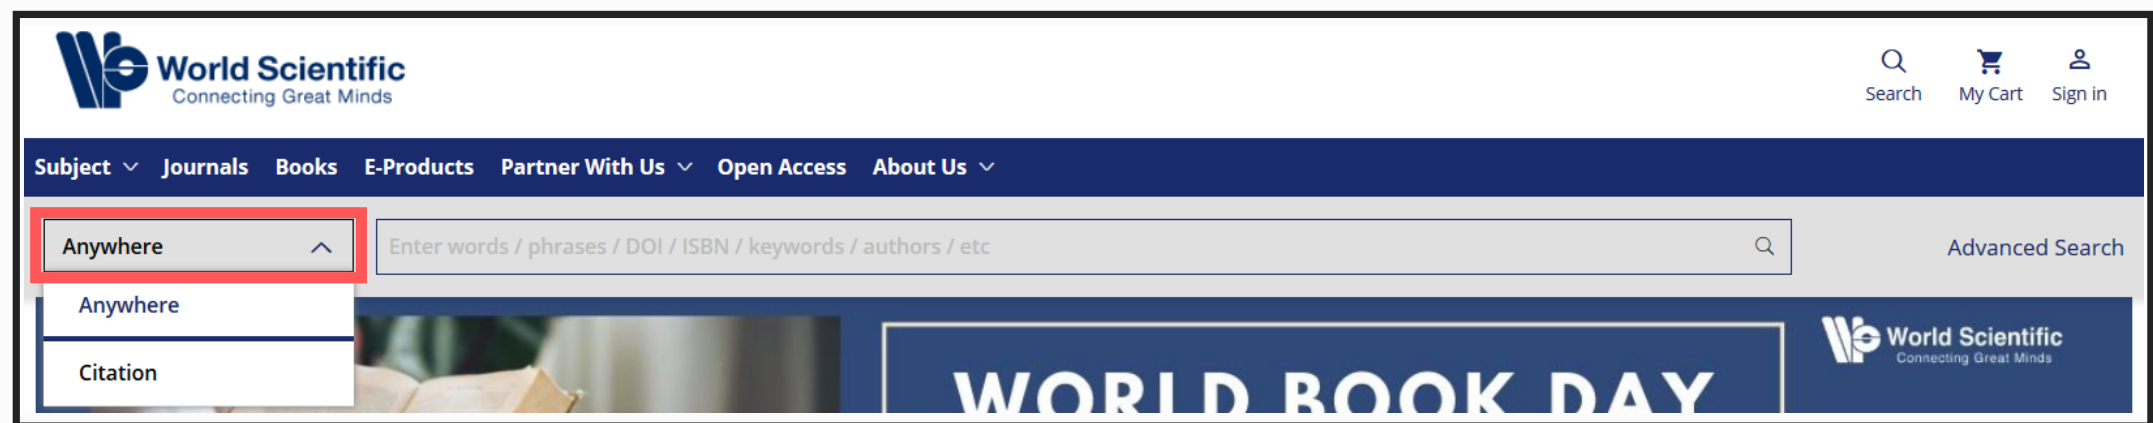 World Scientific
Connecting Great Minds
Search My Cart Sign in
Subject Journals Books E-Products Partner With Us Open Access About Us
Anywhere Enter words / phrases / DOI / ISBN / keywords / authors / etc Advanced Search
Anywhere
Citation
World Scientific
Connecting Great Minds
WORLD BOOK DAY